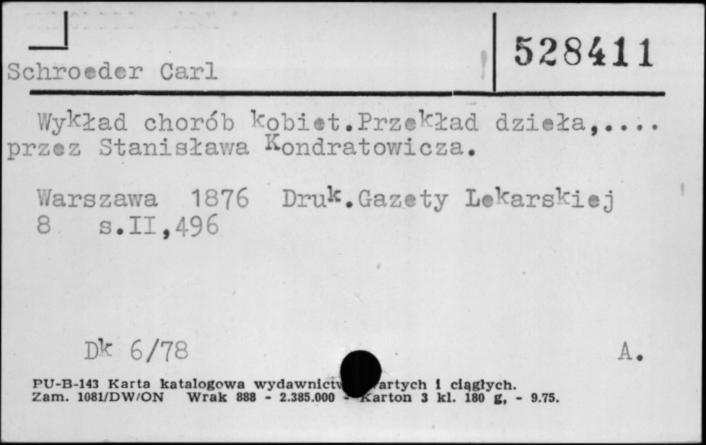 528411
Schroeder Carl
Wykład chorób kobiet.Przekład dzieła,....
przez Stanisława Kondratowicza.
Warszawa 1876 Druk.Gazety Lekarskiej
8 s.II,496
Dk 6/78 A.
PU-B-143 Karta katalogowa wydawnictw zwartych i ciągłych.
Zam. 1081/DW/ON Wrak 888 - 2.385.000 - Karton 3 kl. 180 g, - 9.75.